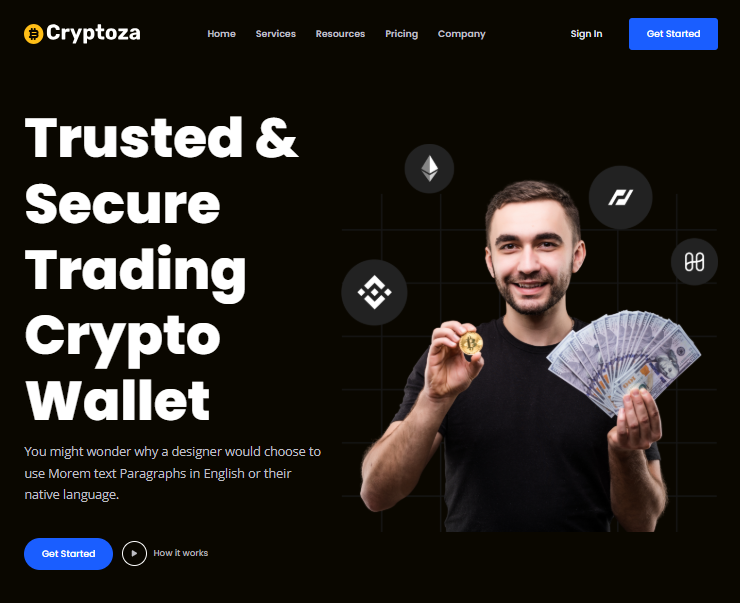 Cryptoza
Home Services Resources Pricing Company
Sign In
Get Started
Trusted &
Secure
Trading
Crypto
Wallet
You might wonder why a designer would choose to
use Morem text Paragraphs in English or their
native language.
Get Started
How it works